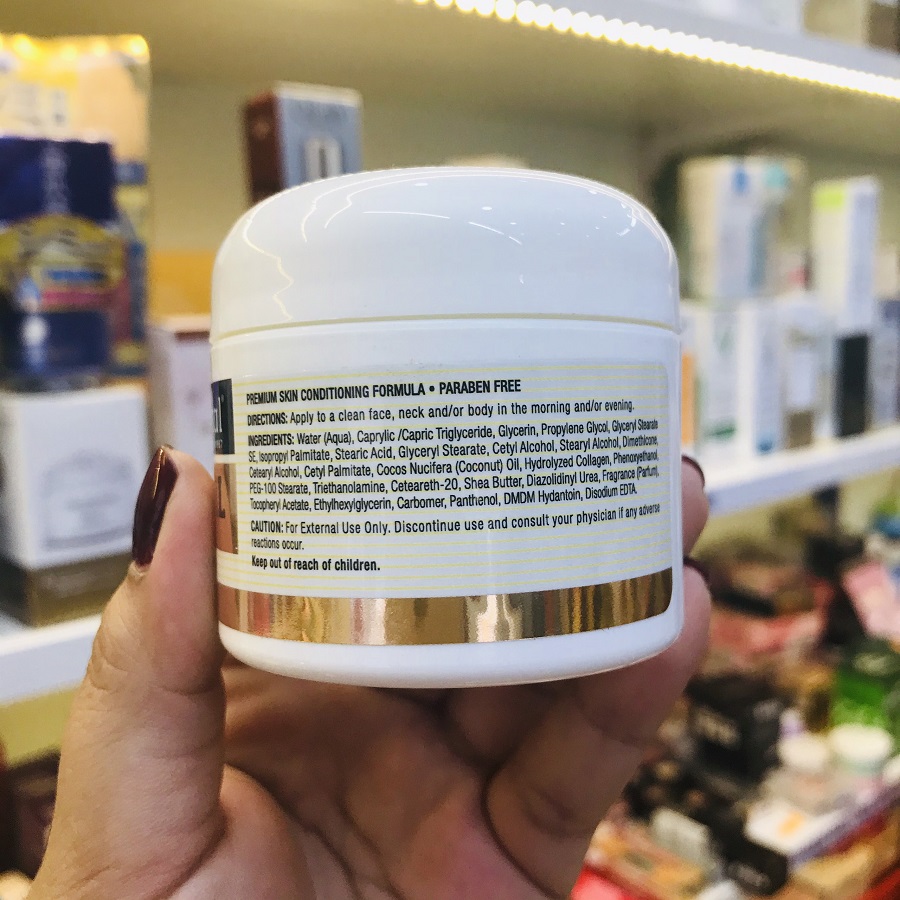 PREMIUM SKIN CONDITIONING FORMULA • PARABEN FREE
DIRECTIONS: Apply to a clean face, neck and/or body in the morning and/or evening.
INGREDIENTS: Water (Aqua), Caprylic /Capric Triglyceride, Glycerin, Propylene Glycol, Glyceryl Stearate
SE, Isopropyl Palmitate, Stearic Acid, Glyceryl Stearate, Cetyl Alcohol, Stearyl Alcohol, Dimethicone,
Cetearyl Alcohol, Cetyl Palmitate, Cocos Nucifera (Coconut) Oil, Hydrolyzed Collagen, Phenoxyethanol,
PEG-100 Stearate, Triethanolamine, Ceteareth-20, Shea Butter, Diazolidinyl Urea, Fragrance (Parfum),
Tocopheryl Acetate, Ethylhexylglycerin, Carbomer, Panthenol, DMDM Hydantoin, Disodium EDTA.
CAUTION: For External Use Only. Discontinue use and consult your physician if any adverse
reactions occur.
Keep out of reach of children.